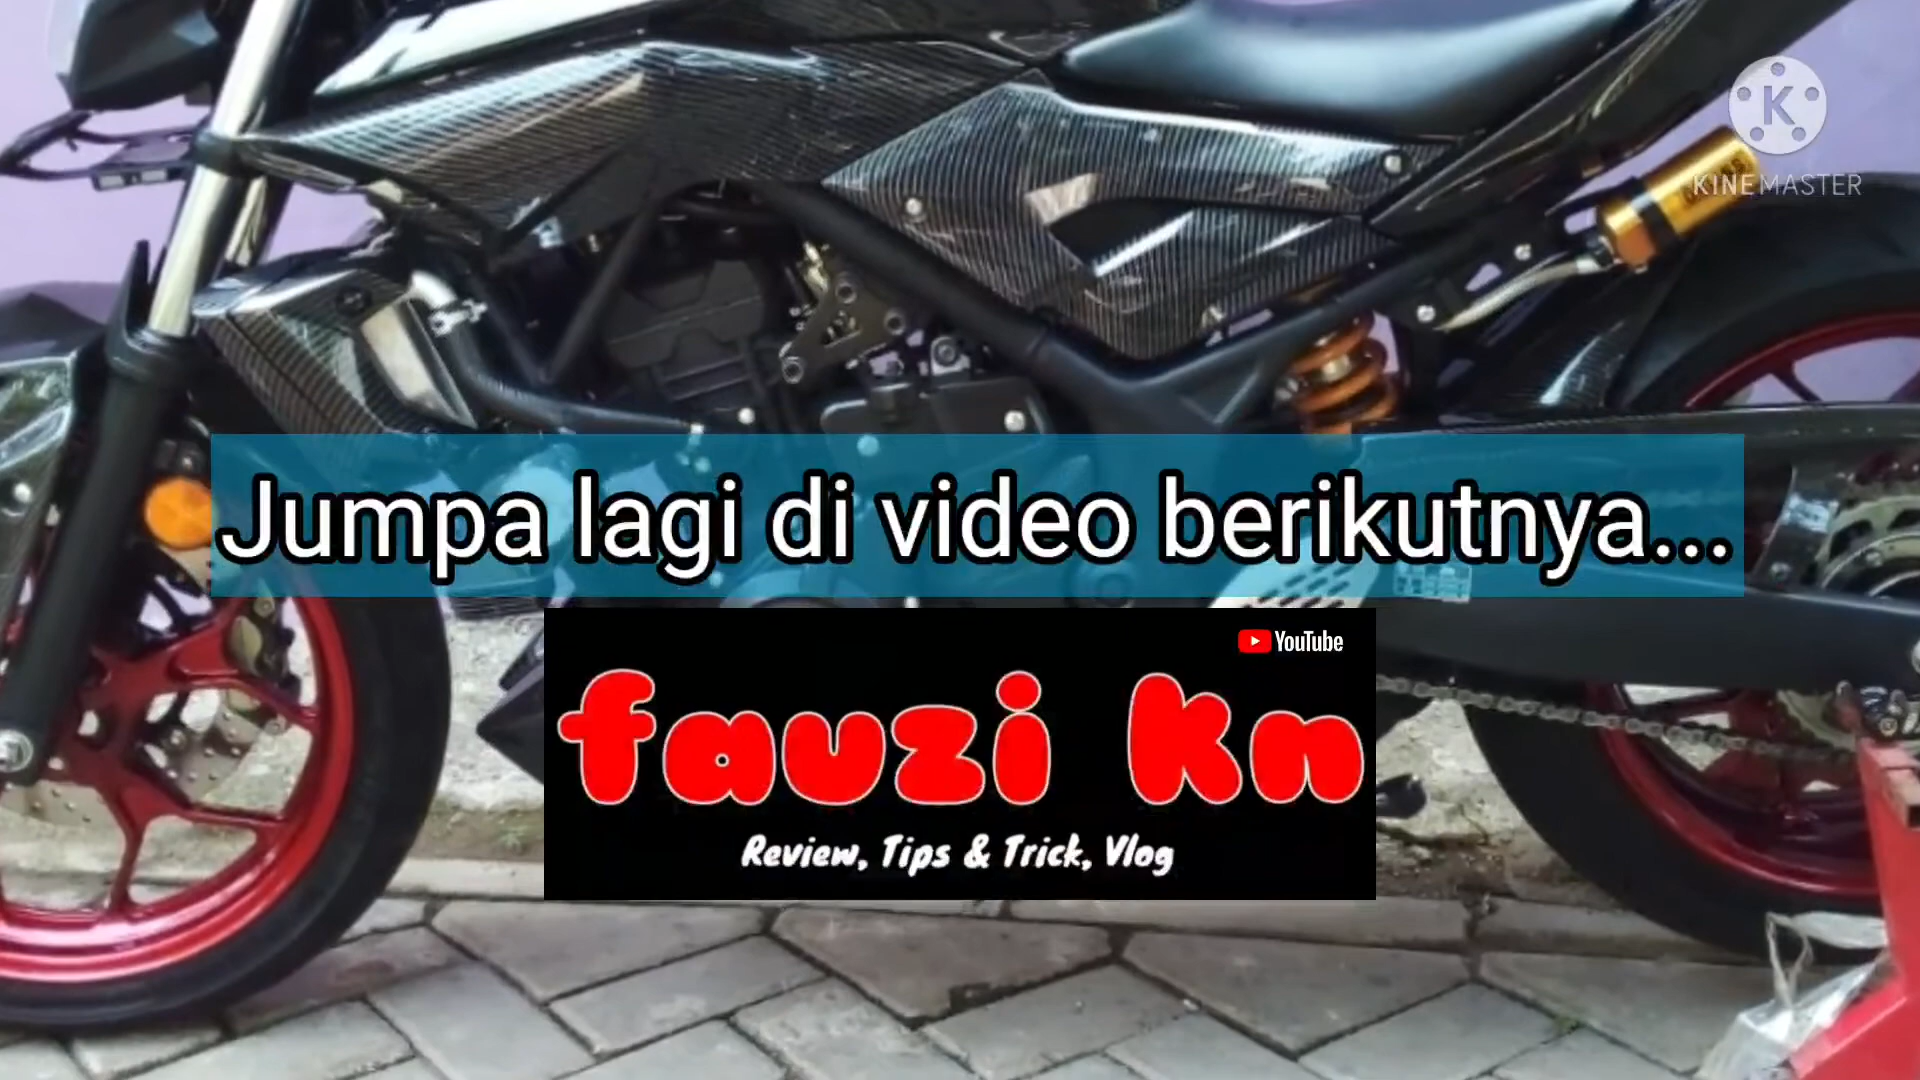 KINEMASTER
Jumpa lagi di video berikutnya...
YouTube
fauzi kn
Review, Tips & Trick, Vlog